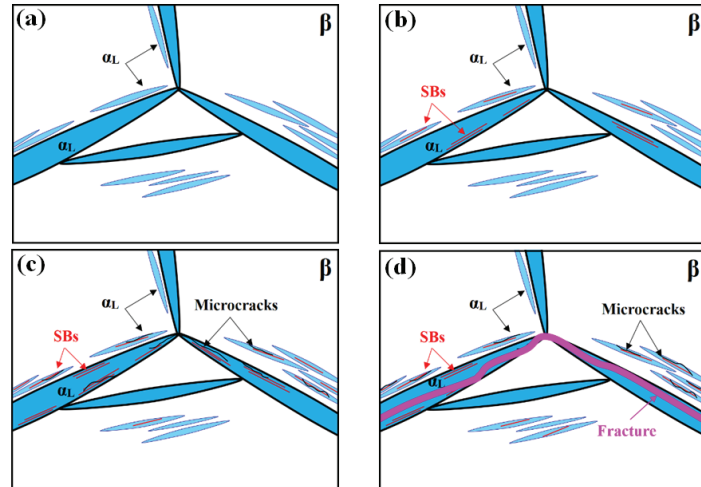 (a)
β
αL
αL
(b)
β
αL
SBs
αL
(c)
β
αL
Microcracks
SBs
αL
(d)
β
αL
Microcracks
SBs
αL
Fracture